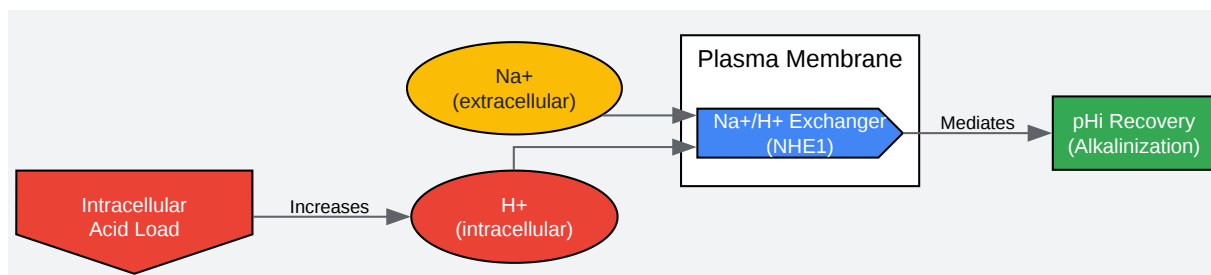 Na+
(extracellular)
Plasma Membrane
Na+/H+ Exchanger
(NHE1)
Mediates
pHi Recovery
(Alkalinization)
Intracellular
Acid Load
Increases
H+
(intracellular)